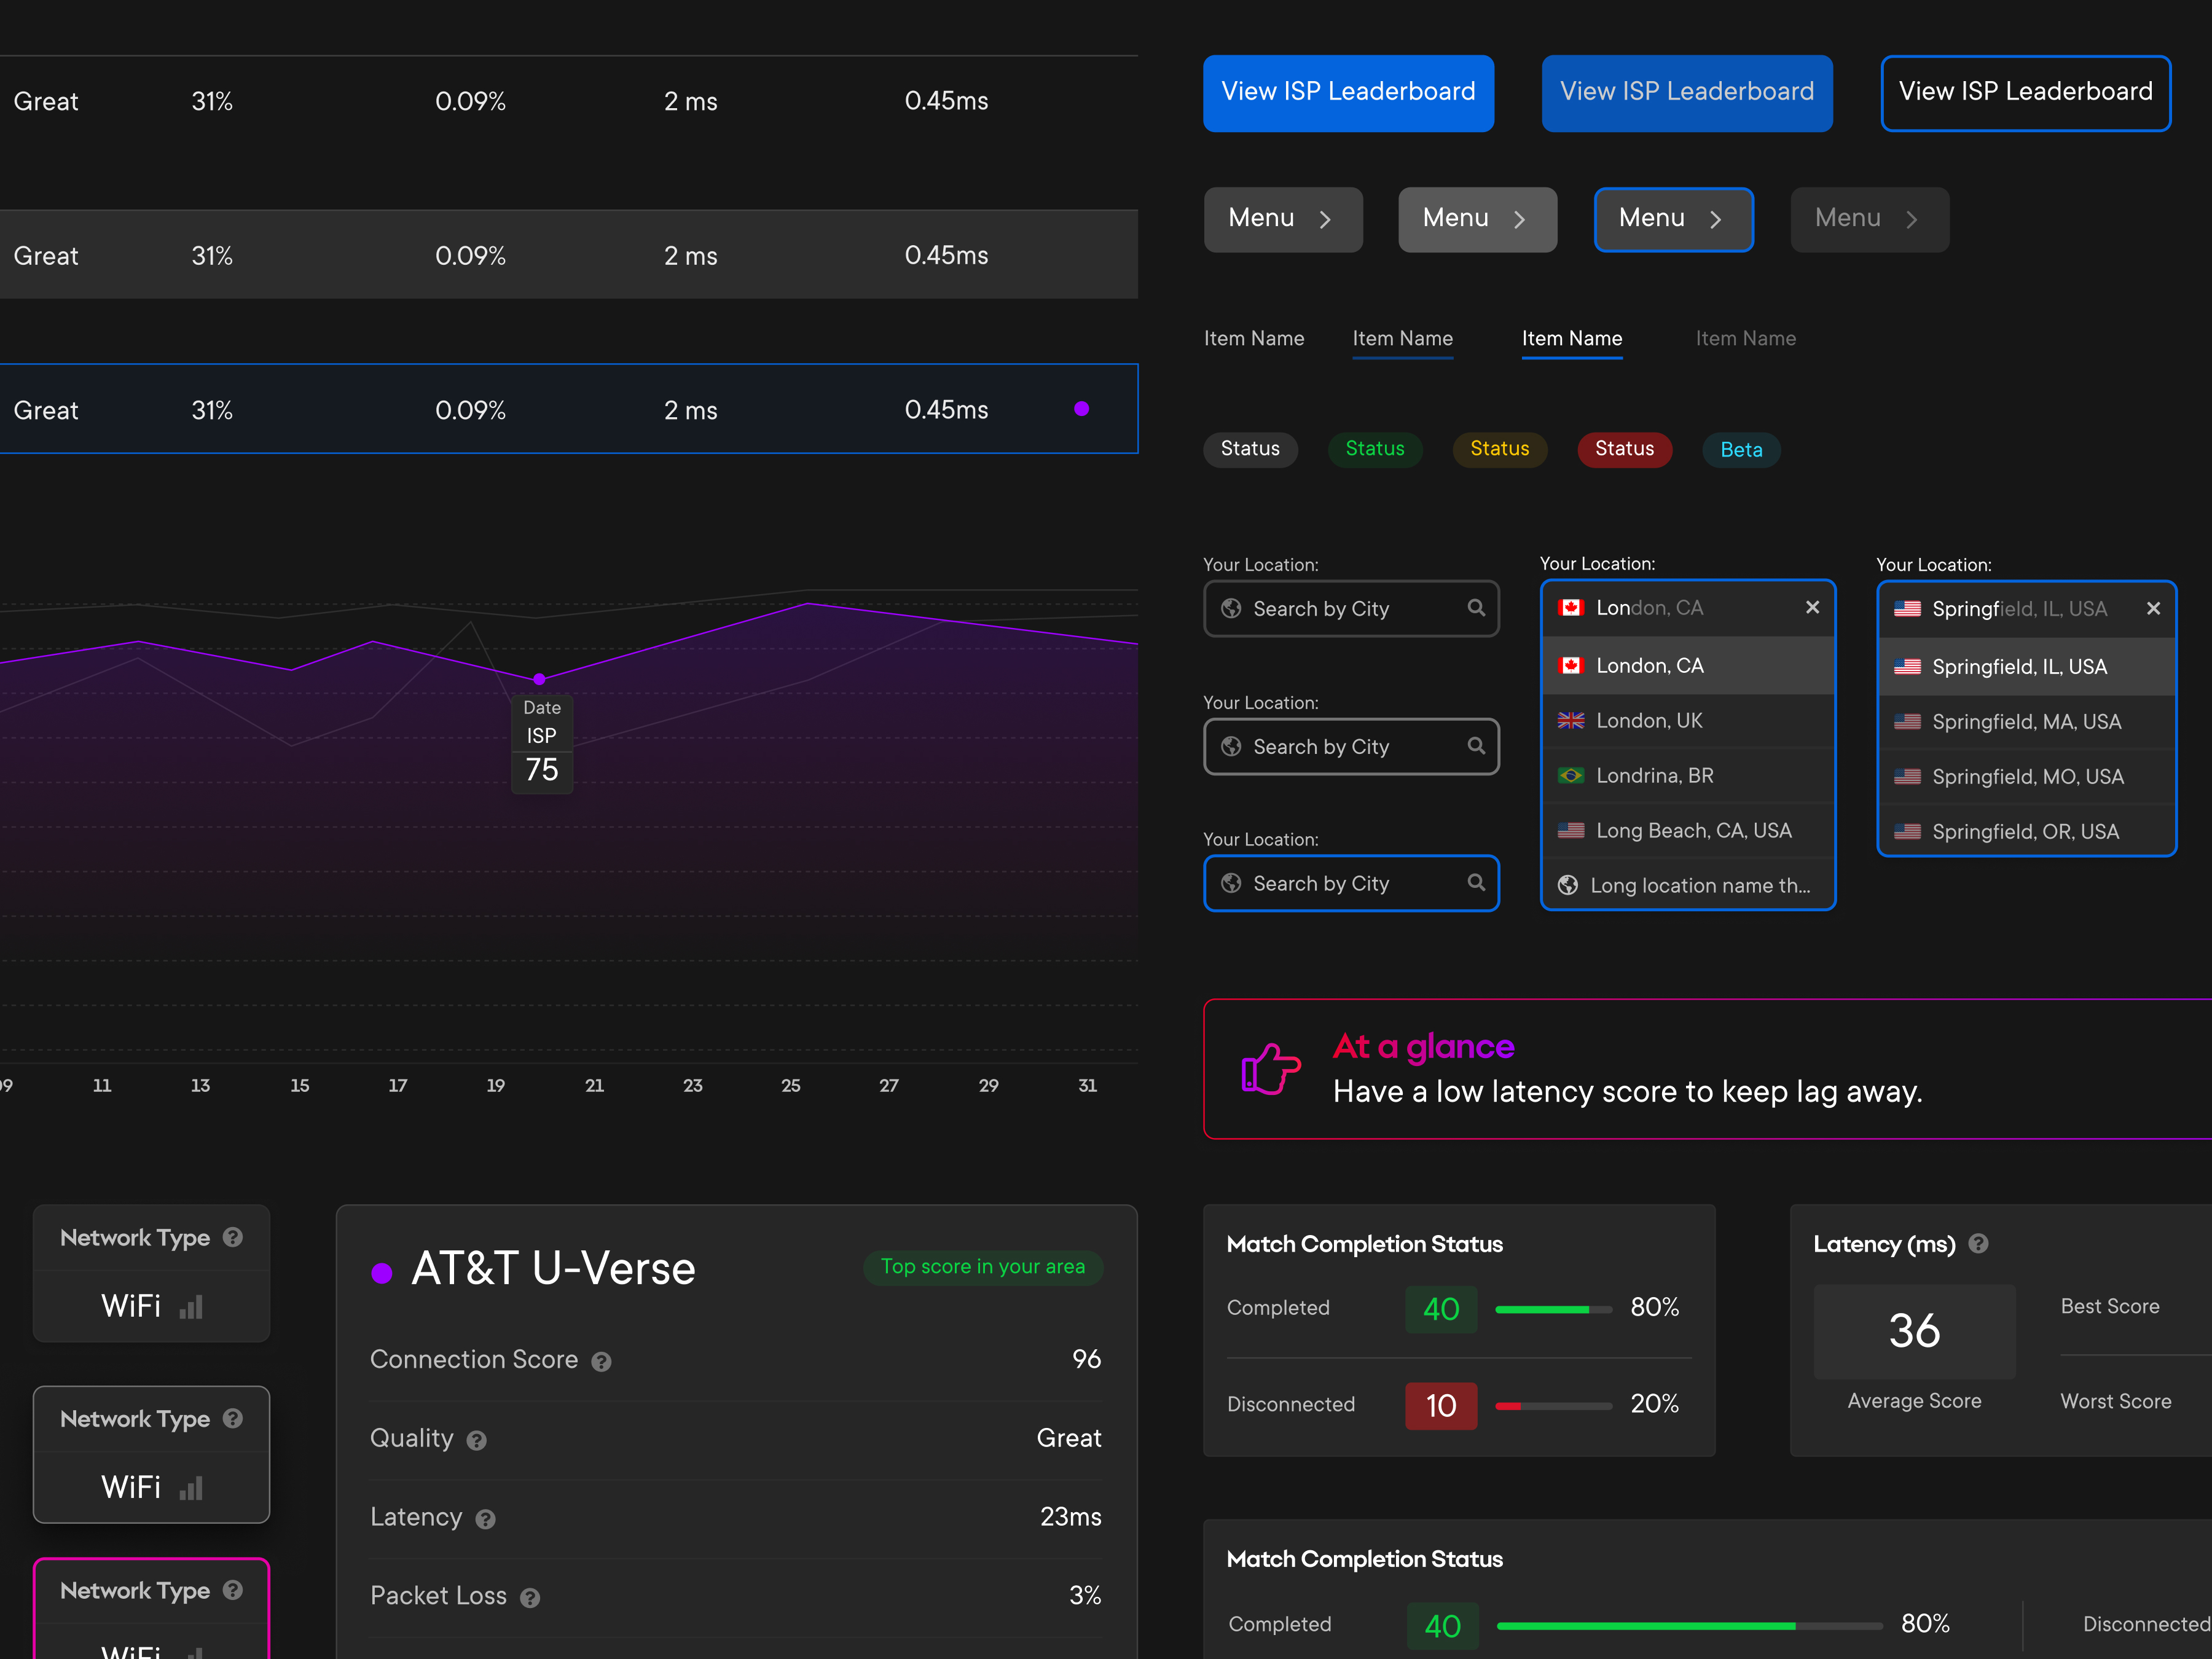 Great 31% 0.09% 2 ms 0.45ms
Great 31% 0.09% 2 ms 0.45ms
Great 31% 0.09% 2 ms 0.45ms
Date
ISP
75
09 11 13 15 17 19 21 23 25 27 29 31
Network Type
WiFi
Network Type
WiFi
Network Type
WiFi
AT&T U-Verse
Top score in your area
Connection Score 96
Quality Great
Latency 23ms
Packet Loss 3%
View ISP Leaderboard View ISP Leaderboard View ISP Leaderboard
Menu Menu Menu Menu
Item Name Item Name Item Name Item Name
Status Status Status Status Beta
Your Location:
Search by City
Your Location:
Search by City
Your Location:
Search by City
Your Location:
London, CA
London, CA
London, UK
Londrina, BR
Long Beach, CA, USA
Long location name th...
Your Location:
Springfield, IL, USA
Springfield, IL, USA
Springfield, MA, USA
Springfield, MO, USA
Springfield, OR, USA
At a glance
Have a low latency score to keep lag away.
Match Completion Status
Completed 40 80%
Disconnected 10 20%
Latency (ms)
36
Average Score
Best Score
Worst Score
Match Completion Status
Completed 40 80% Disconnected